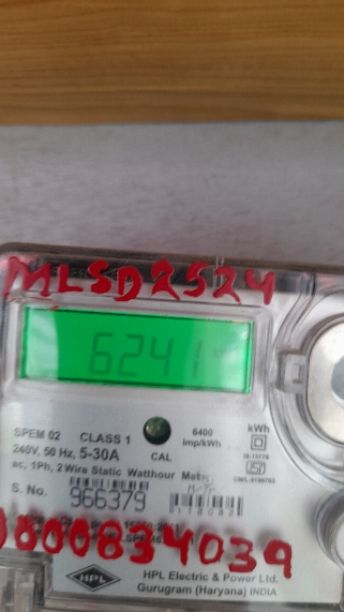 MLSD2524
6241
SPEM 02 CLASS 1
240V, 50 Hz, 5-30A
ac, 1Ph, 2 Wire Static Watthour
CAL
6400
imp/kWh
kWh
S. No. 966379
0000834039
HPL
HPL Electric & Power Ltd.
Gurugram (Haryana) INDIA